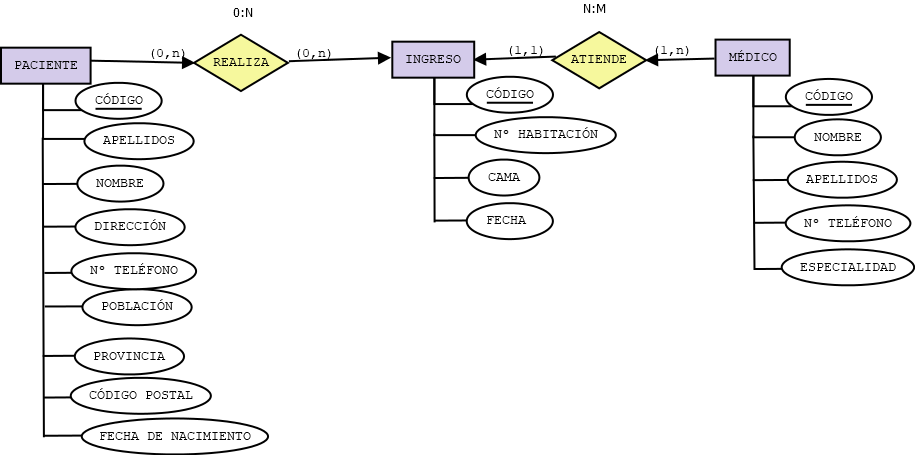 0:N
N:M
PACIENTE
(0,n)
REALIZA
(0,n)
INGRESO
(1,1)
ATIENDE
(1,n)
MÉDICO
CÓDIGO
APELLIDOS
NOMBRE
DIRECCIÓN
Nº TELÉFONO
POBLACIÓN
PROVINCIA
CÓDIGO POSTAL
FECHA DE NACIMIENTO
CÓDIGO
Nº HABITACIÓN
CAMA
FECHA
CÓDIGO
NOMBRE
APELLIDOS
Nº TELÉFONO
ESPECIALIDAD